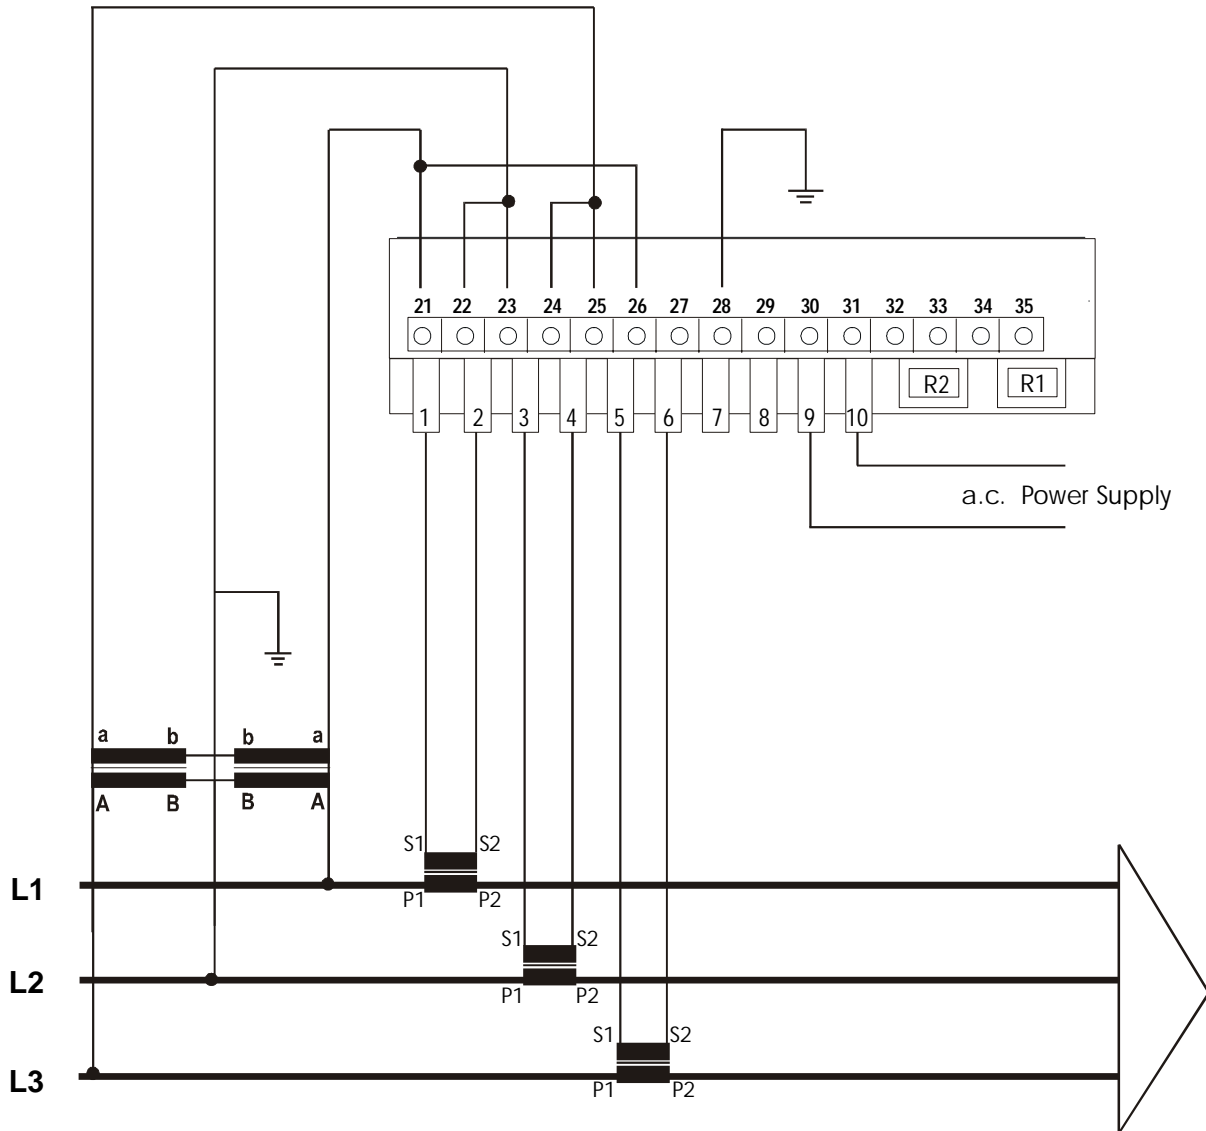 21 22 23 24 25 26 27 28 29 30 31 32 33 34 35
R2 R1
1 2 3 4 5 6 7 8 9 10
a.c. Power Supply
a b b a
A B B A
S1 S2
L1
P1 P2
S1 S2
L2
P1 P2
S1 S2
L3
P1 P2